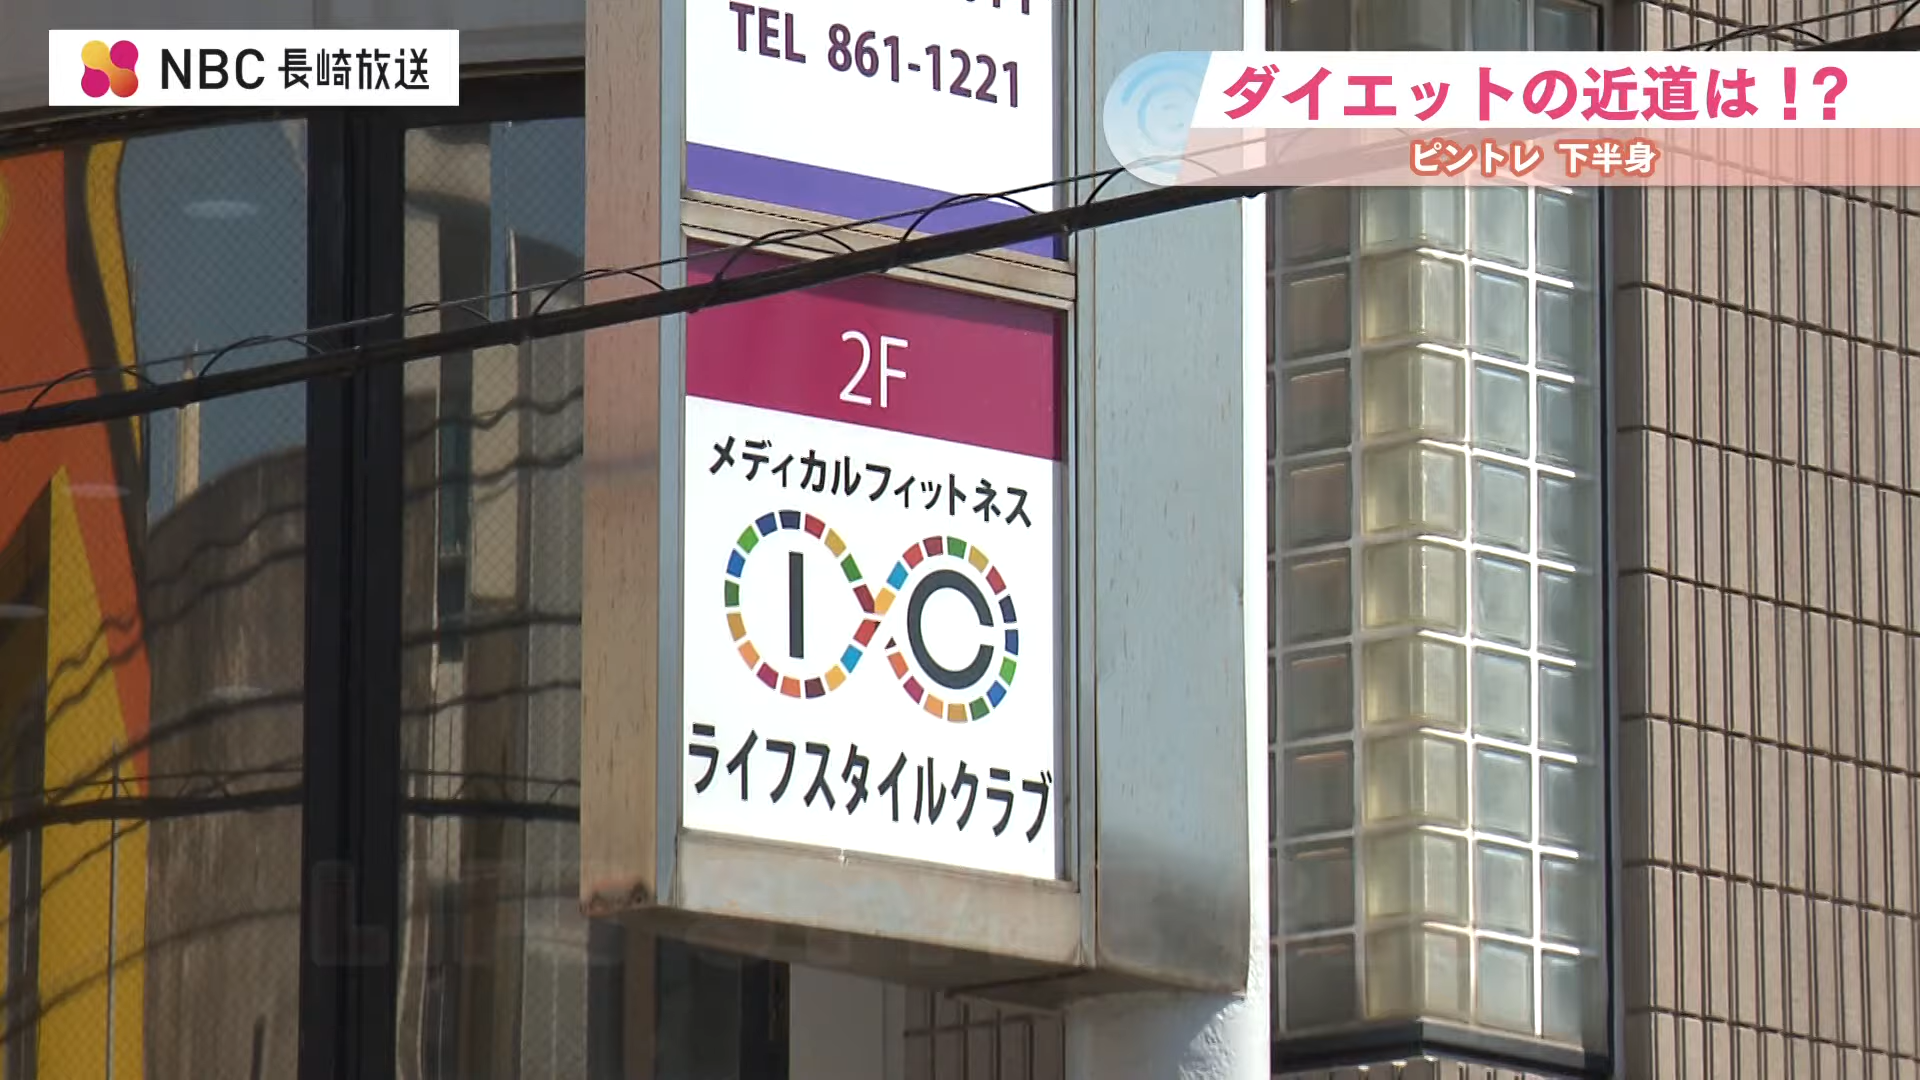 NBC 長崎放送
ダイエットの近道は!?
ピントレ 下半身
TEL 861-1221
2F
メディカルフィットネス
IC
ライフスタイルクラブ